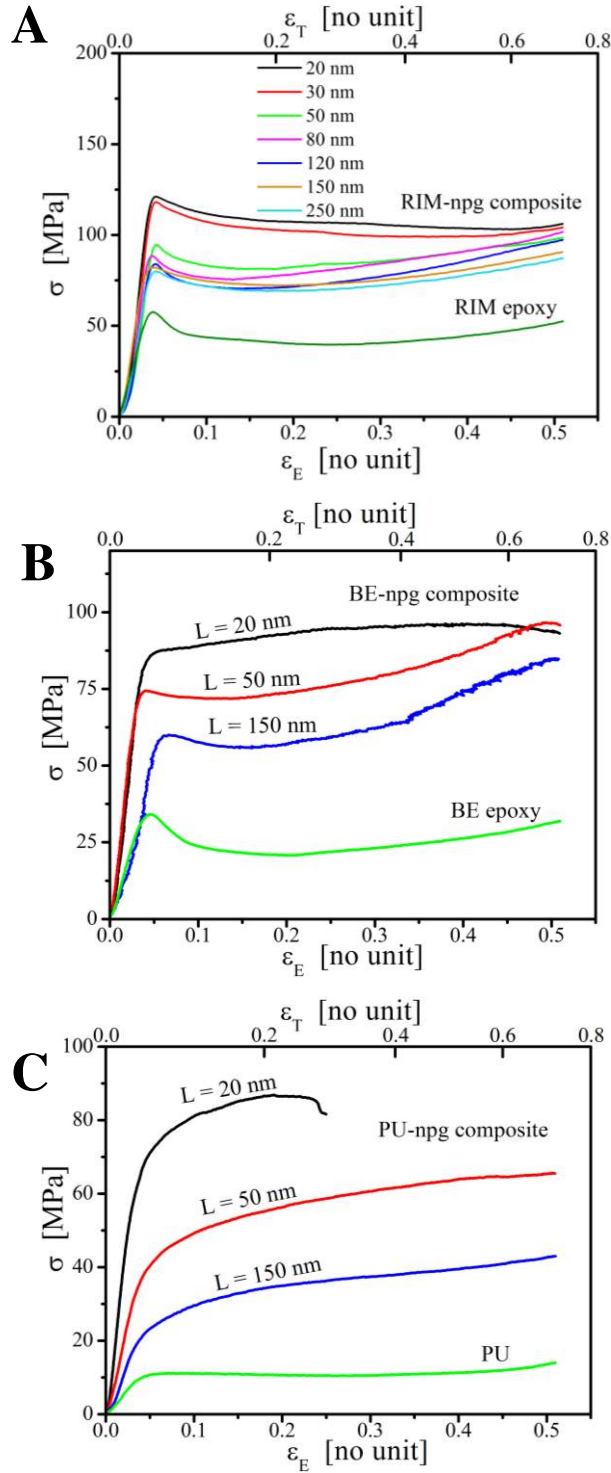 A
ε_T [no unit]
0.0 0.2 0.4 0.6 0.8
200
150
100
50
0
σ [MPa]
20 nm
30 nm
50 nm
80 nm
120 nm
150 nm
250 nm
RIM-npg composite
RIM epoxy
0.0 0.1 0.2 0.3 0.4 0.5
ε_E [no unit]
B
ε_T [no unit]
0.0 0.2 0.4 0.6 0.8
100
75
50
25
0
σ [MPa]
BE-npg composite
L = 20 nm
L = 50 nm
L = 150 nm
BE epoxy
0.0 0.1 0.2 0.3 0.4 0.5
ε_E [no unit]
C
ε_T [no unit]
0.0 0.2 0.4 0.6 0.8
100
80
60
40
20
0
σ [MPa]
L = 20 nm
PU-npg composite
L = 50 nm
L = 150 nm
PU
0.0 0.1 0.2 0.3 0.4 0.5
ε_E [no unit]